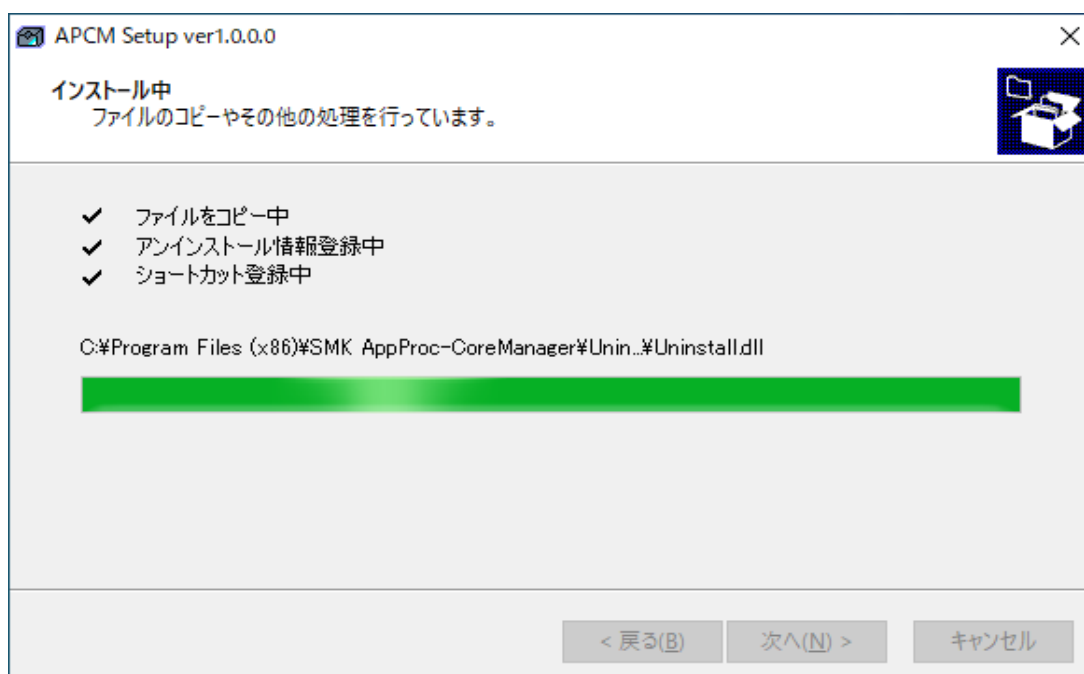 APCM Setup ver1.0.0.0
インストール中
ファイルのコピーやその他の処理を行っています。
ファイルをコピー中
アンインストール情報登録中
ショートカット登録中
C:¥Program Files (x86)¥SMK AppProc-CoreManager¥Unin...¥Uninstall.dll
< 戻る(B)
次へ(N) >
キャンセル